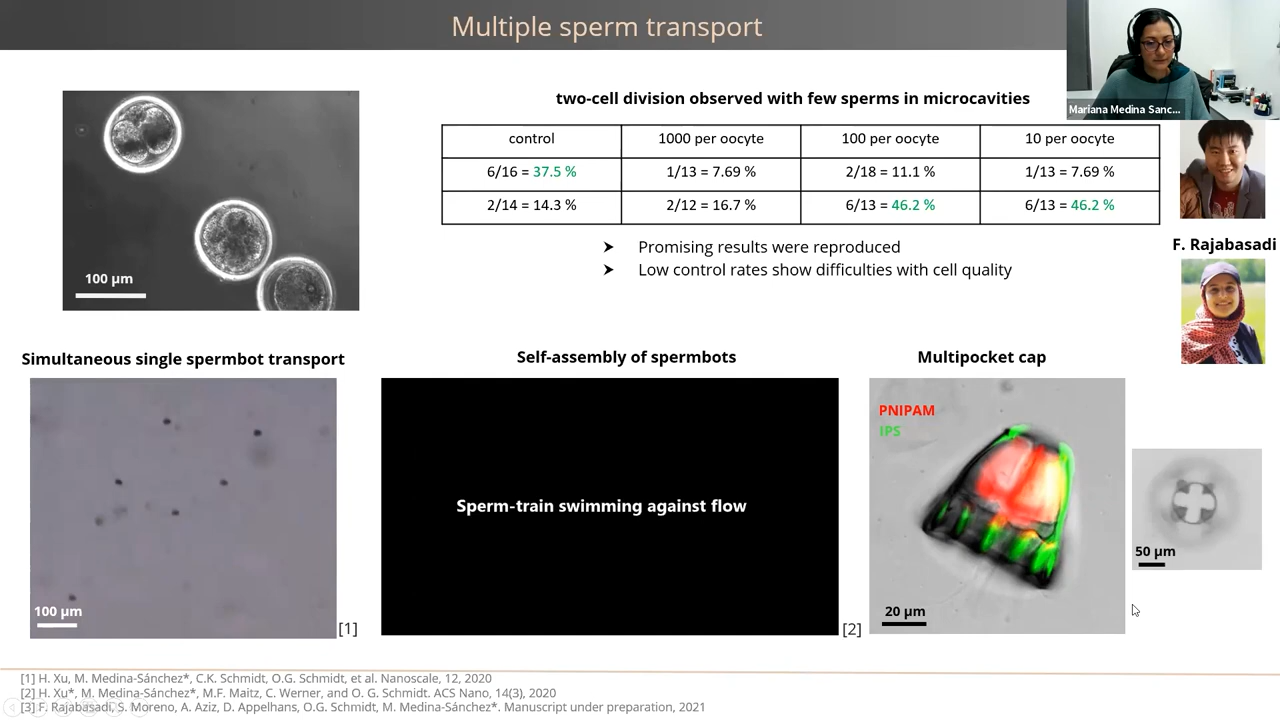 Multiple sperm transport
Mariana Medina Sanc...
two-cell division observed with few sperms in microcavities
control 1000 per oocyte 100 per oocyte 10 per oocyte
6/16 = 37.5 % 1/13 = 7.69 % 2/18 = 11.1 % 1/13 = 7.69 %
2/14 = 14.3 % 2/12 = 16.7 % 6/13 = 46.2 % 6/13 = 46.2 %
➤ Promising results were reproduced
➤ Low control rates show difficulties with cell quality
100 µm
F. Rajabasadi
Simultaneous single spermbot transport
Self-assembly of spermbots
Multipocket cap
PNIPAM
IPS
Sperm-train swimming against flow
50 µm
100 µm
20 µm
[1]
[2]
[1] H. Xu, M. Medina-Sánchez*, C.K. Schmidt, O.G. Schmidt, et al. Nanoscale, 12, 2020
[2] H. Xu*, M. Medina-Sánchez*, M.F. Maitz, C. Werner, and O. G. Schmidt. ACS Nano, 14(3), 2020
[3] F. Rajabasadi, S. Moreno, A. Aziz, D. Appelhans, O.G. Schmidt, M. Medina-Sánchez*. Manuscript under preparation, 2021